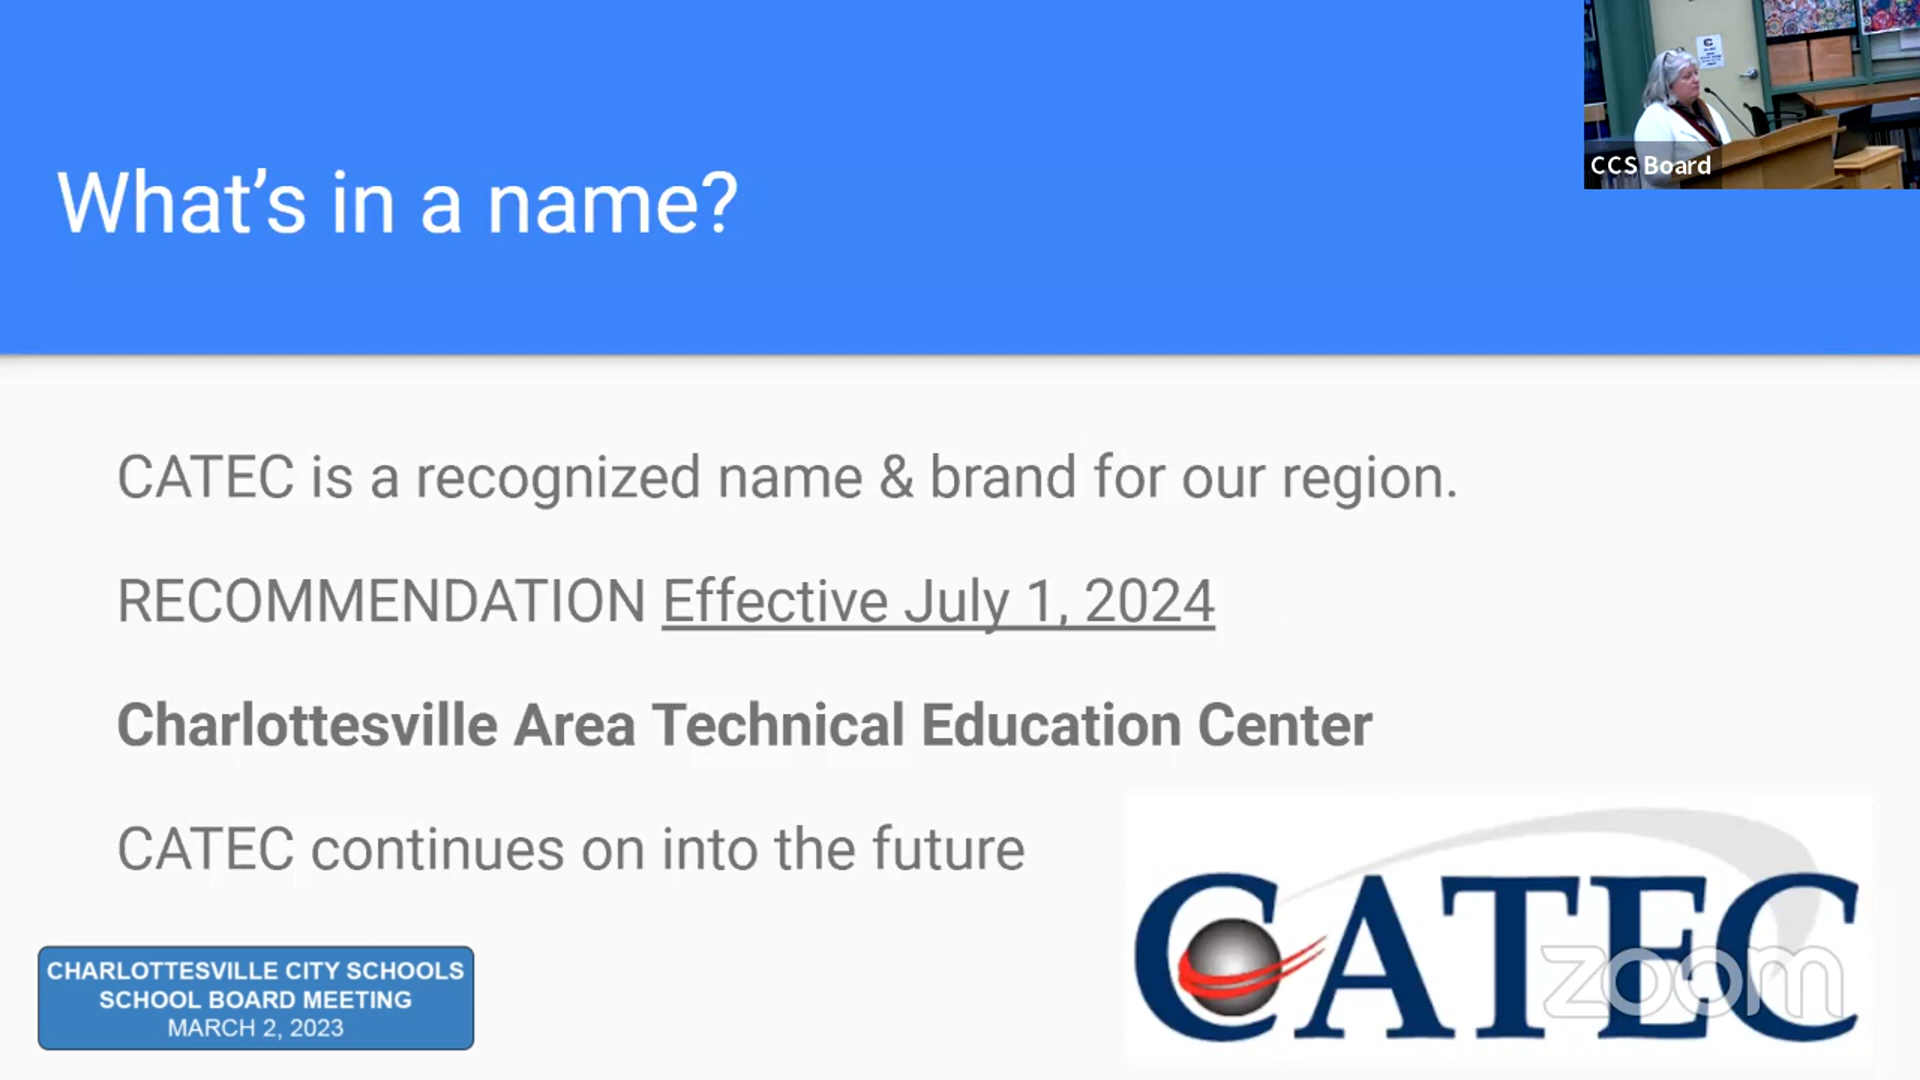 What's in a name?
CCS Board
CATEC is a recognized name & brand for our region.
RECOMMENDATION Effective July 1, 2024
Charlottesville Area Technical Education Center
CATEC continues on into the future
CATEC
zoom
CHARLOTTESVILLE CITY SCHOOLS
SCHOOL BOARD MEETING
MARCH 2, 2023